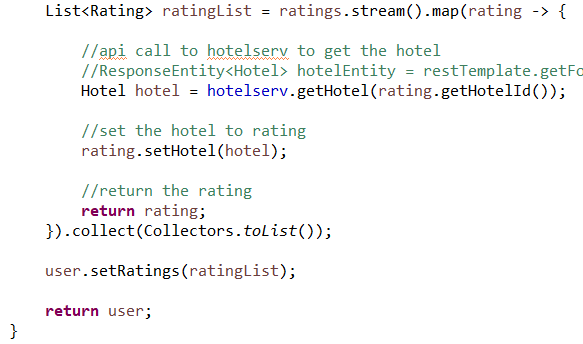 List<Rating> ratingList = ratings.stream().map(rating -> {
//api call to hotelserv to get the hotel
//ResponseEntity<Hotel> hotelEntity = restTemplate.getFo
Hotel hotel = hotelserv.getHotel(rating.getHotelId());
//set the hotel to rating
rating.setHotel(hotel);
//return the rating
return rating;
}).collect(Collectors.toList());
user.setRatings(ratingList);
return user;
}